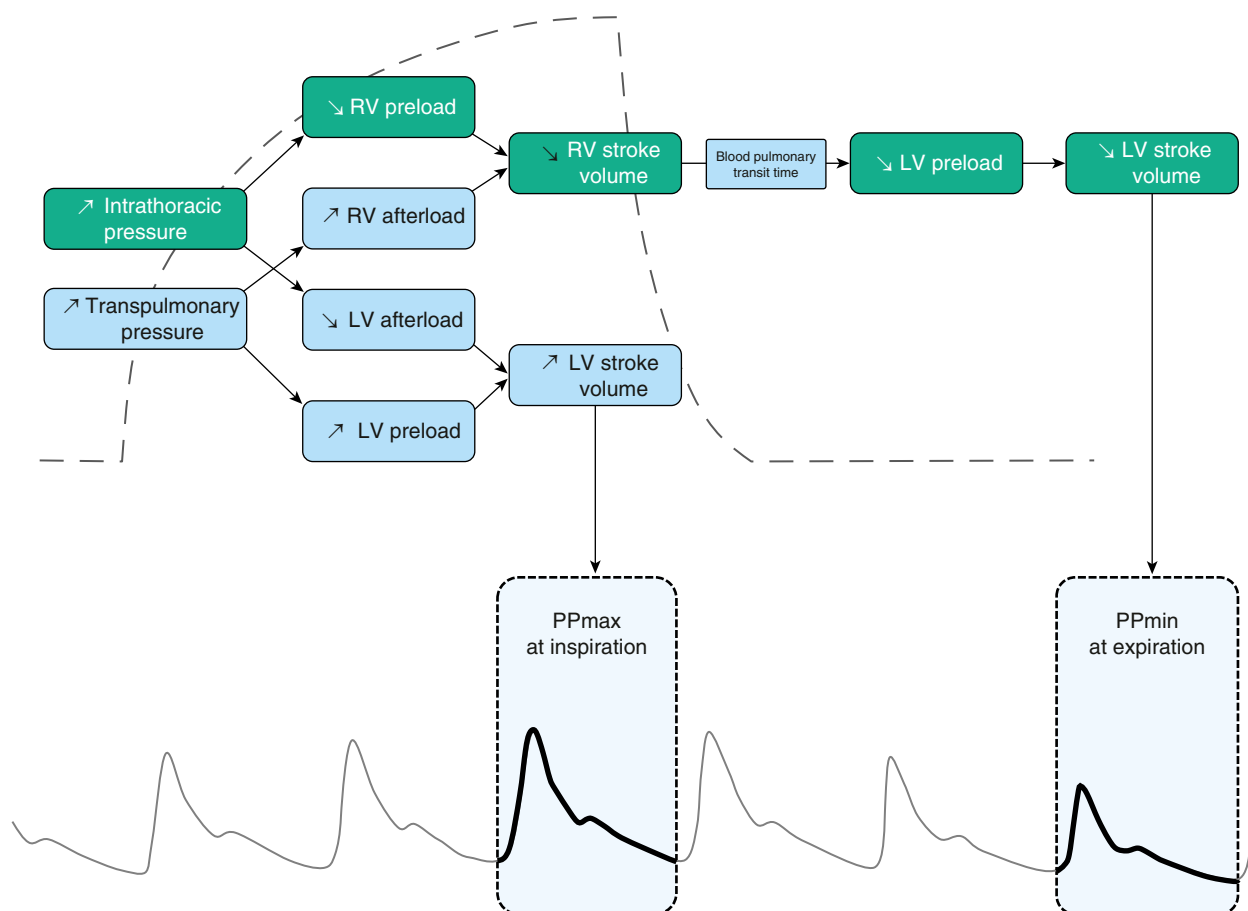 ↘ RV preload
↘ RV stroke
volume
Blood pulmonary
transit time
↘ LV preload
↘ LV stroke
volume
↗ Intrathoracic
pressure
↗ RV afterload
↗ Transpulmonary
pressure
↘ LV afterload
↗ LV stroke
volume
↗ LV preload
PPmax
at inspiration
PPmin
at expiration